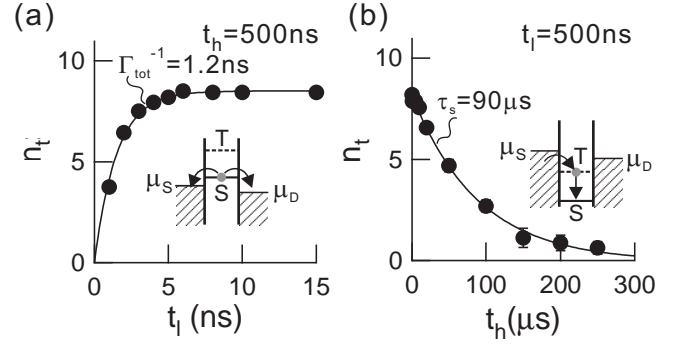 (a)
t_h=500ns
Γ_tot^-1=1.2ns
10
5
0
n_t
T
S
μ_S
μ_D
0 5 10 15
t_l (ns)
(b)
t_l=500ns
10
5
0
n_t
τ_s=90μs
μ_S
T
μ_D
S
0 100 200 300
t_h(μs)